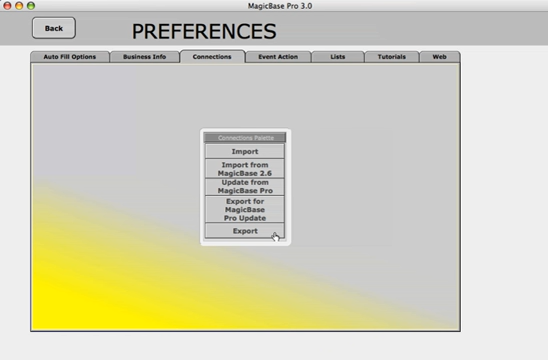 MagicBase Pro 3.0
Back
PREFERENCES
Auto Fill Options
Business Info
Connections
Event Action
Lists
Tutorials
Web
Connections Palette
Import
Import from
MagicBase 2.6
Update from
MagicBase Pro
Export for
MagicBase
Pro Update
Export